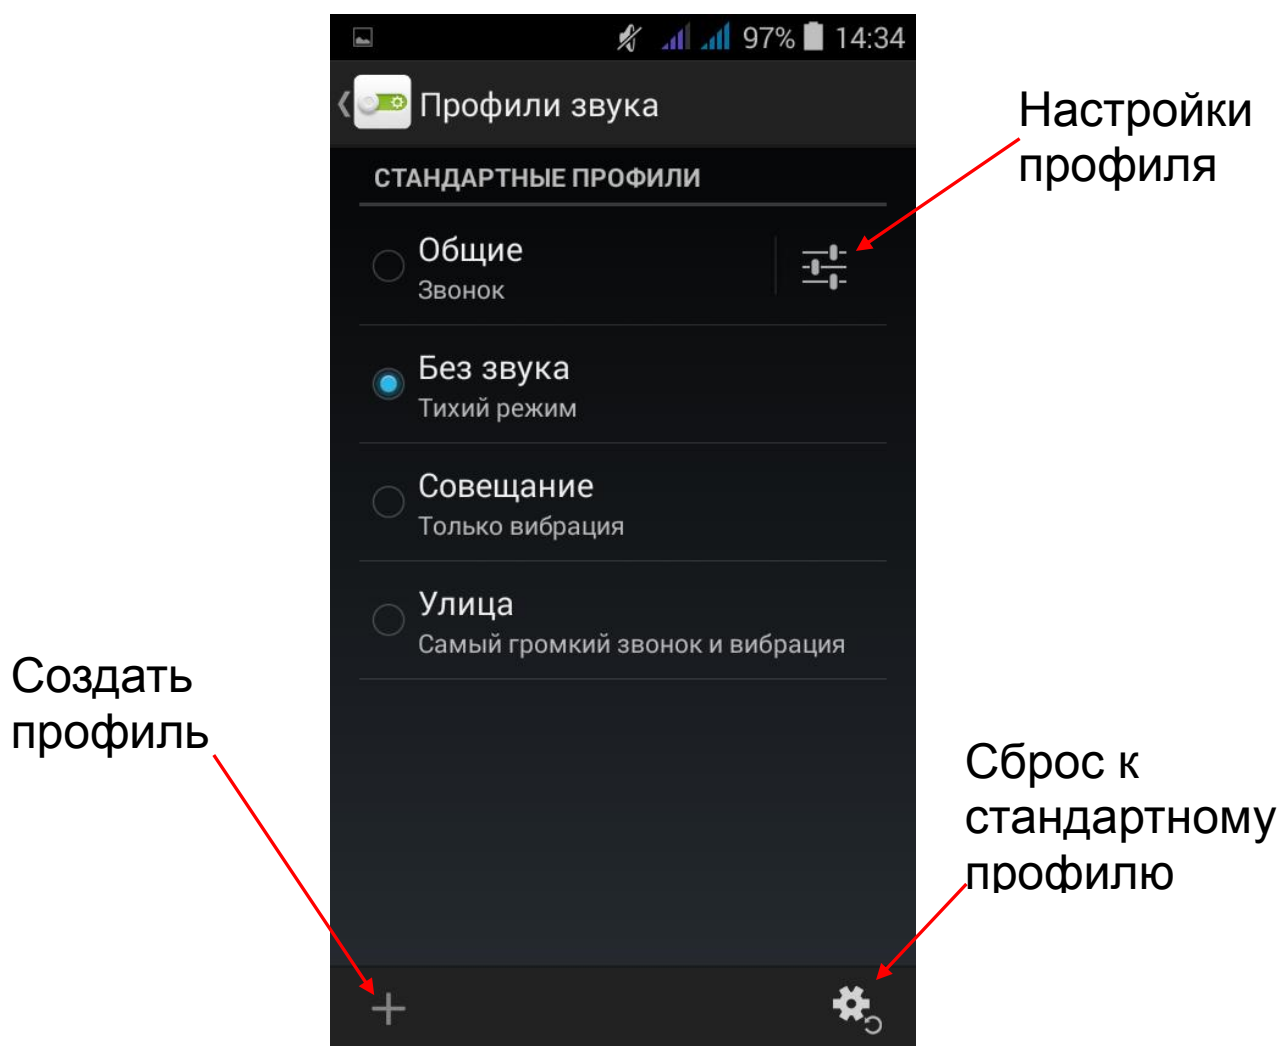 97% 14:34
Профили звука
Настройки
профиля
СТАНДАРТНЫЕ ПРОФИЛИ
Общие
Звонок
Без звука
Тихий режим
Совещание
Только вибрация
Улица
Самый громкий звонок и вибрация
Создать
профиль
Сброс к
стандартному
профилю